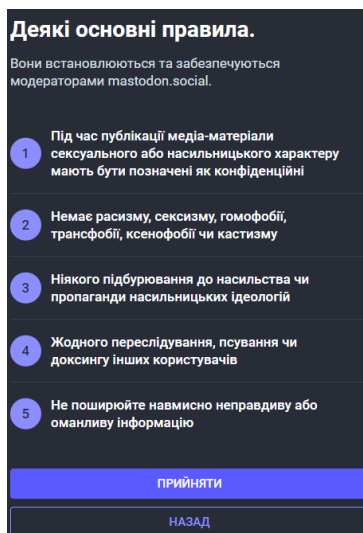 Деякі основні правила.
Вони встановлюються та забезпечуються
модераторами mastodon.social.
1
Під час публікації медіа-матеріали
сексуального або насильницького характеру
мають бути позначені як конфіденційні
2
Немає расизму, сексизму, гомофобії,
трансфобії, ксенофобії чи кастизму
3
Ніякого підбурювання до насильства чи
пропаганди насильницьких ідеологій
4
Жодного переслідування, псування чи
доксингу інших користувачів
5
Не поширюйте навмисно неправдиву або
оманливу інформацію
ПРИЙНЯТИ
НАЗАД